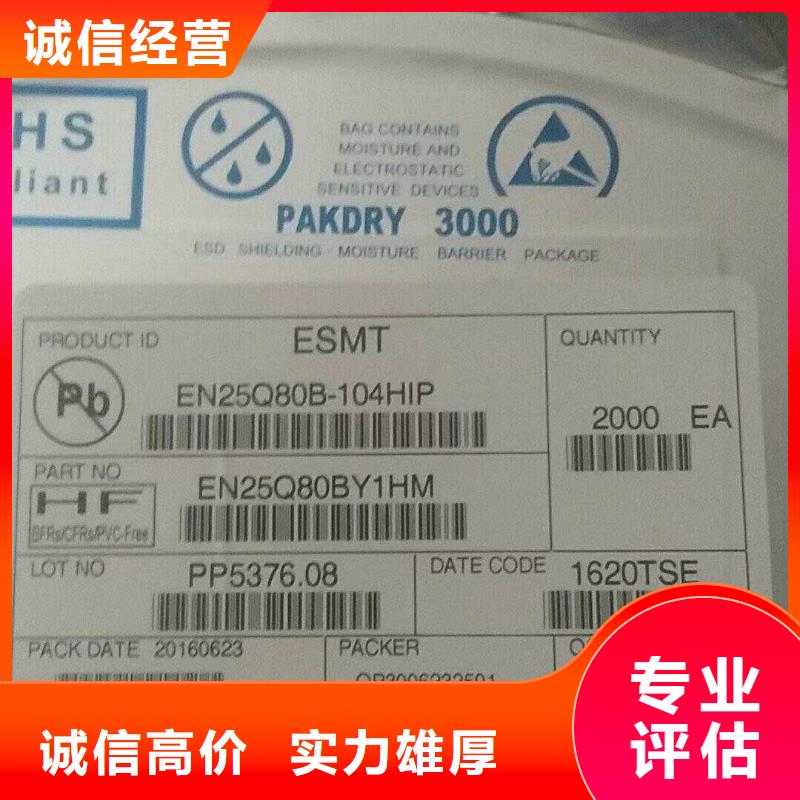 诚信经营
HS
liant
BAG CONTAINS
MOISTURE AND
ELECTROSTATIC
SENSITIVE DEVICES
PAKDRY 3000
ESD SHIELDING - MOISTURE BARRIER PACKAGE
PRODUCT ID
ESMT
QUANTITY
Pb
EN25Q80B-104HIP
2000 EA
PART NO
HF
BFRs/CFRs/PVC-Free
EN25Q80BY1HM
LOT NO
PP5376.08
DATE CODE
1620TSE
PACK DATE 20160623
PACKER
专业
评估
诚信高价 实力雄厚